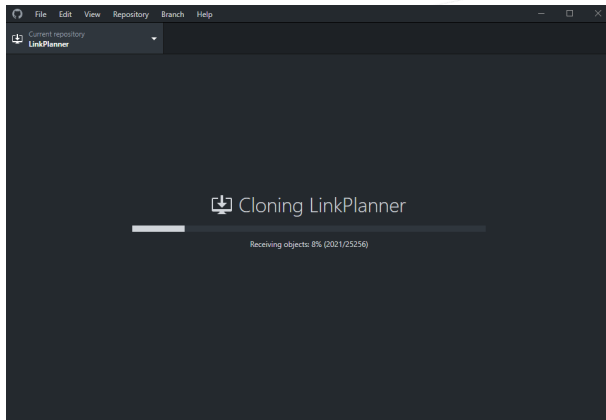 File Edit View Repository Branch Help
Current repository
LinkPlanner
Cloning LinkPlanner
Receiving objects: 8% (2021/25256)